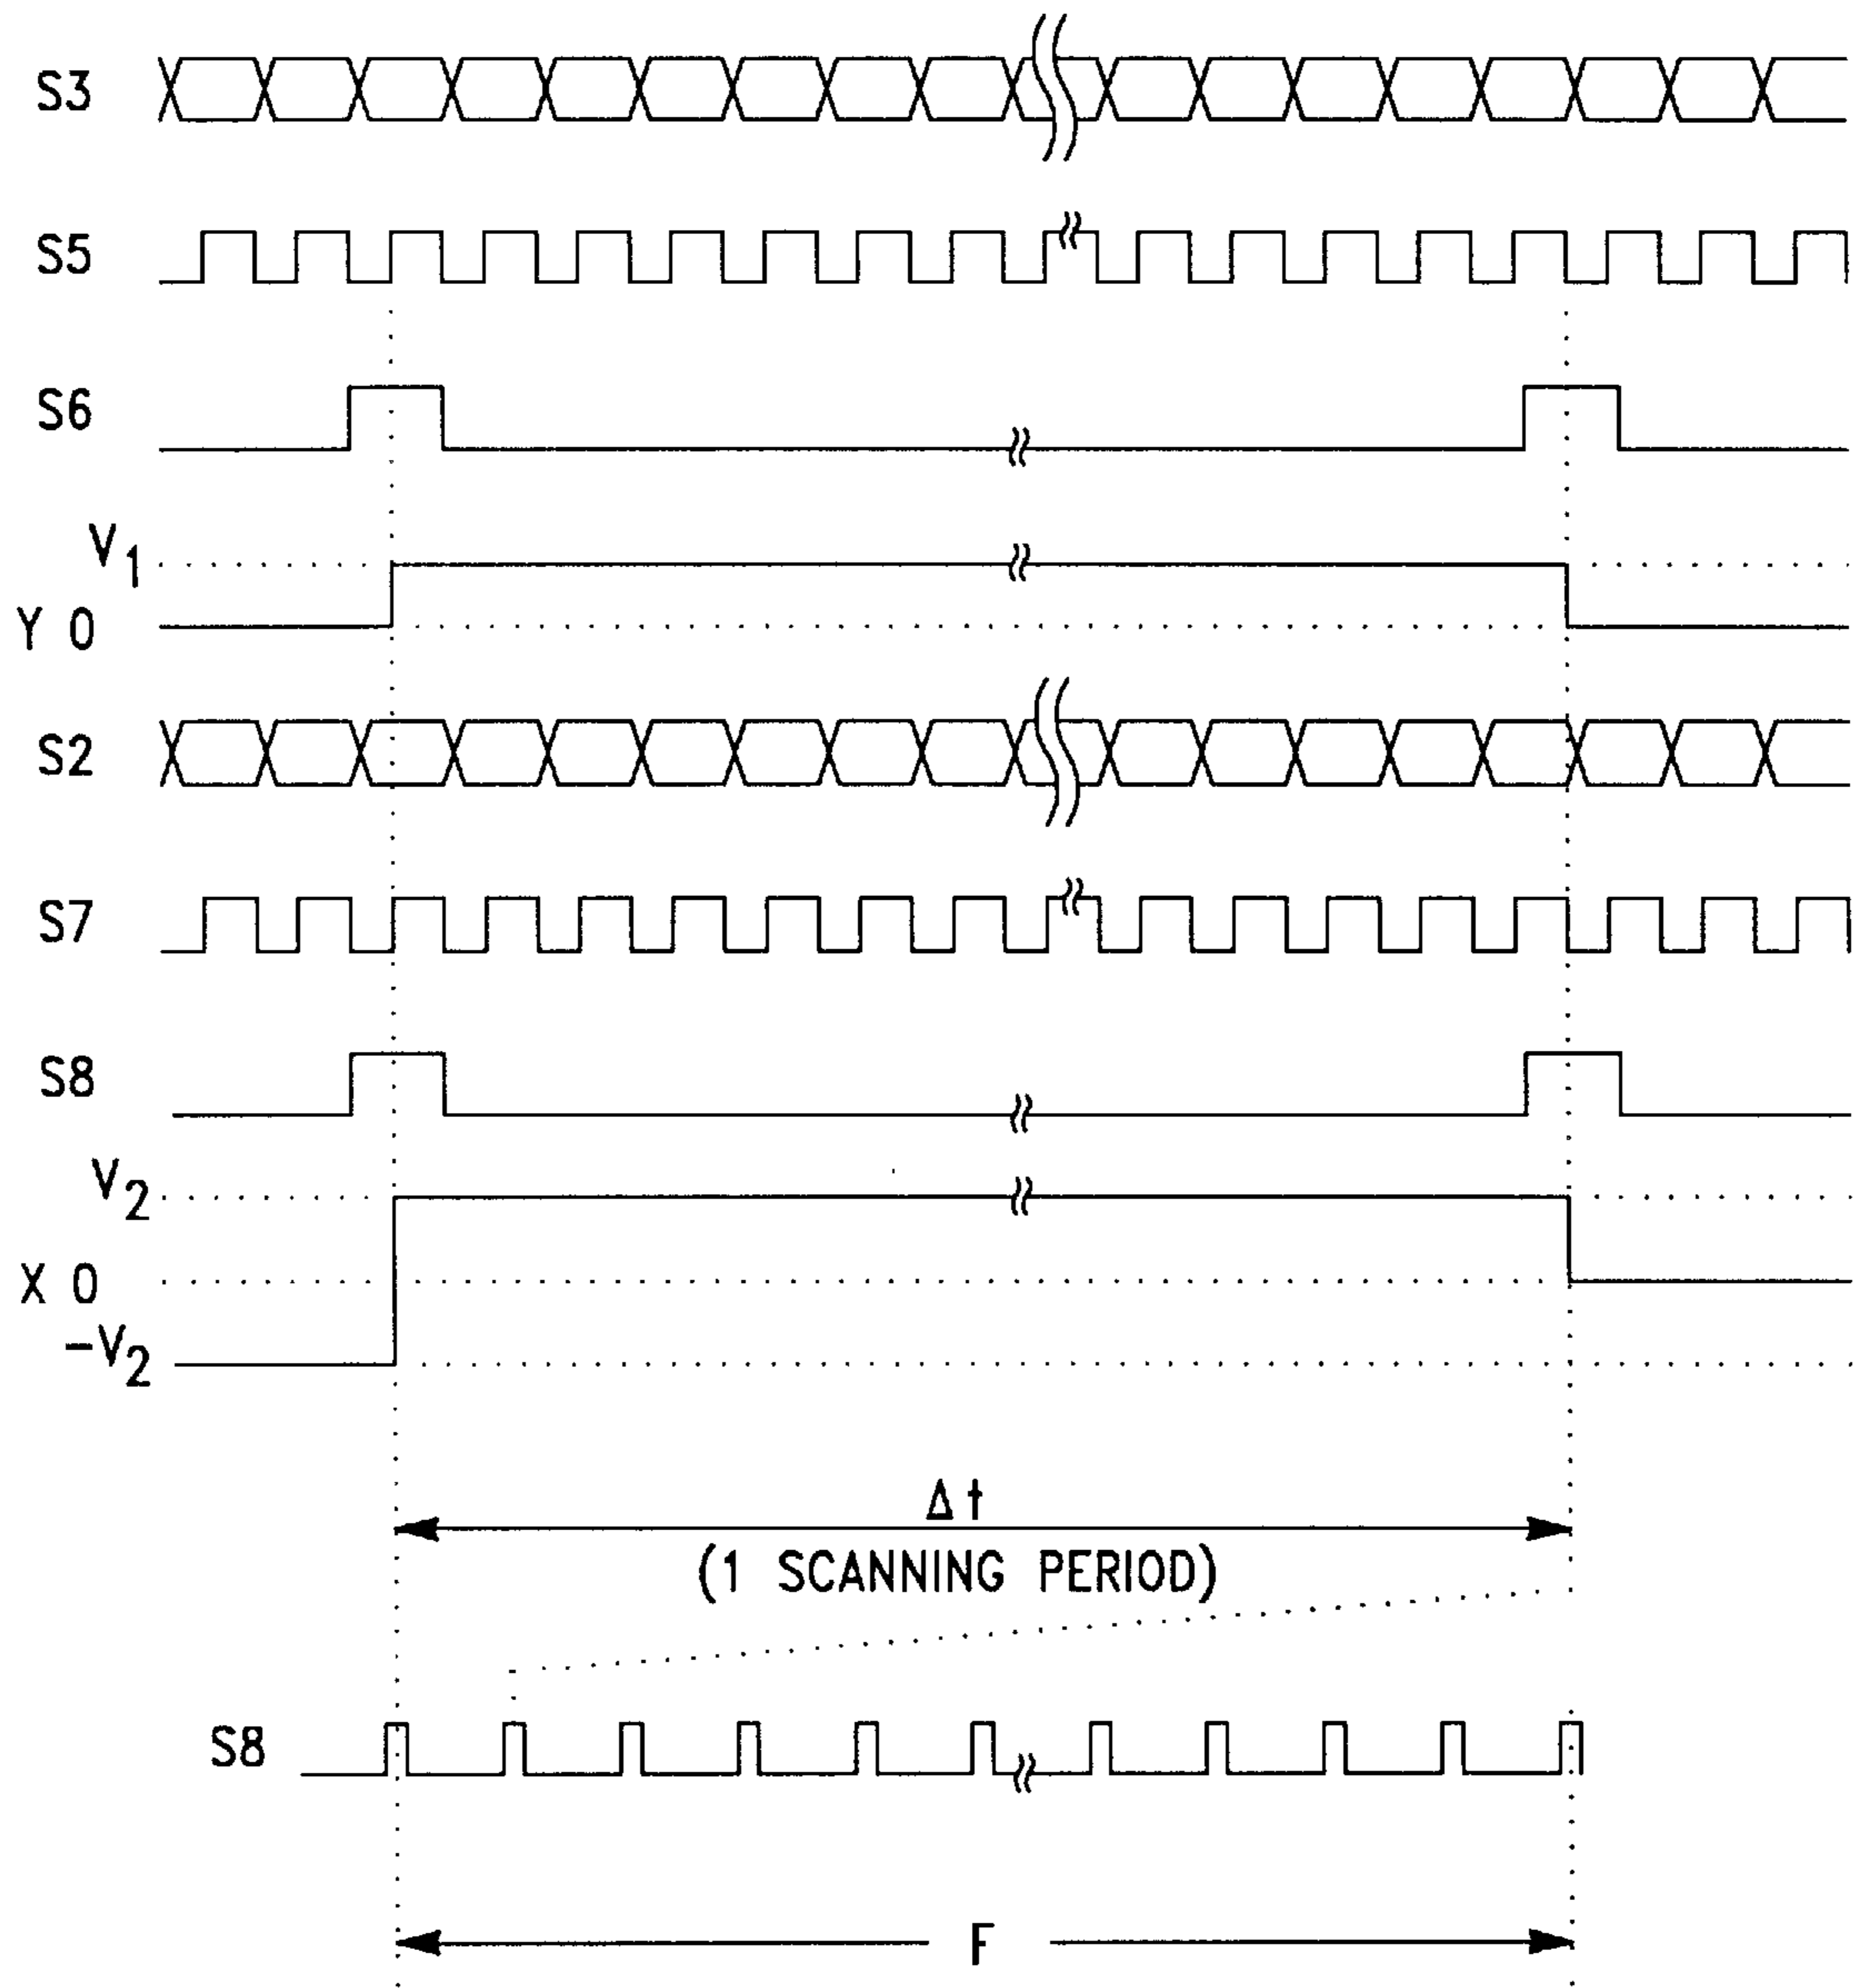 S3
S5
S6
V1
Y 0
S2
S7
S8
V2
X 0
-V2
Δt
(1 SCANNING PERIOD)
S8
F